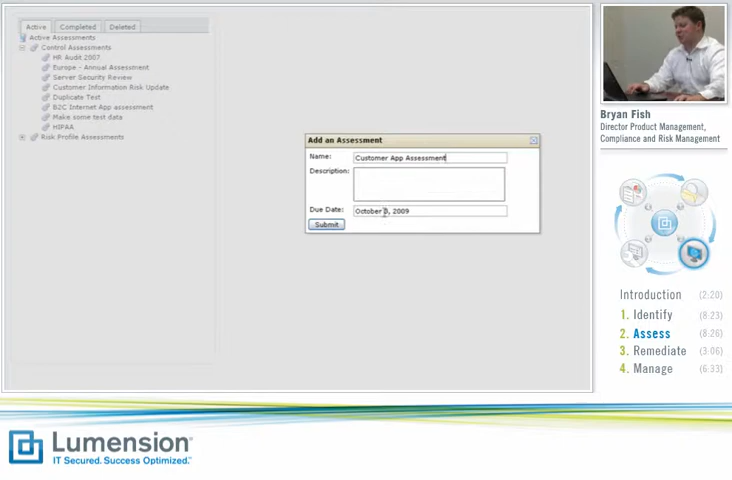 Active
Completed
Deleted
Active Assessments
Control Assessments
HR Audit 2007
Europe - Annual Assessment
Server Security Review
Customer Information Risk Update
Duplicate Test
B2C Internet App assessment
Make some test data
HIPAA
Risk Profile Assessments
Add an Assessment
Name:
Customer App Assessment
Description:
Due Date:
October , 2009
Submit
Bryan Fish
Director Product Management,
Compliance and Risk Management
Introduction (2:20)
1. Identify (8:23)
2. Assess (8:26)
3. Remediate (3:06)
4. Manage (6:33)
Lumension
IT Secured. Success Optimized.™